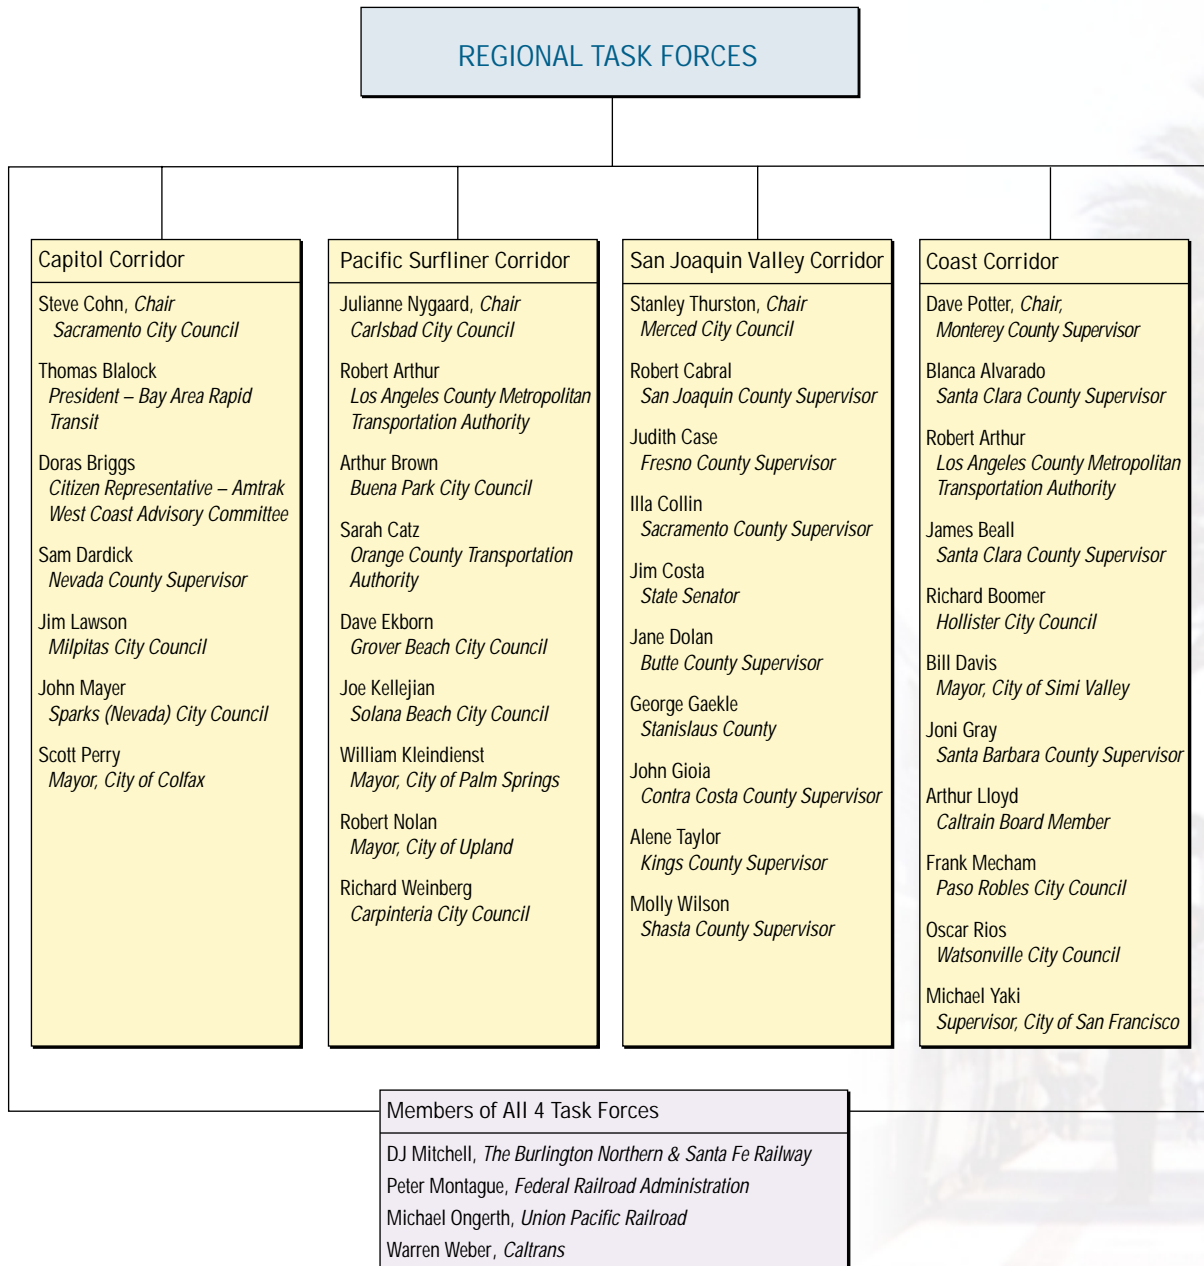 REGIONAL TASK FORCES
Capitol Corridor
Steve Cohn, Chair
Sacramento City Council
Thomas Blalock
President – Bay Area Rapid
Transit
Doras Briggs
Citizen Representative – Amtrak
West Coast Advisory Committee
Sam Dardick
Nevada County Supervisor
Jim Lawson
Milpitas City Council
John Mayer
Sparks (Nevada) City Council
Scott Perry
Mayor, City of Colfax
Pacific Surfliner Corridor
Julianne Nygaard, Chair
Carlsbad City Council
Robert Arthur
Los Angeles County Metropolitan
Transportation Authority
Arthur Brown
Buena Park City Council
Sarah Catz
Orange County Transportation
Authority
Dave Ekborn
Grover Beach City Council
Joe Kellejian
Solana Beach City Council
William Kleindienst
Mayor, City of Palm Springs
Robert Nolan
Mayor, City of Upland
Richard Weinberg
Carpinteria City Council
San Joaquin Valley Corridor
Stanley Thurston, Chair
Merced City Council
Robert Cabral
San Joaquin County Supervisor
Judith Case
Fresno County Supervisor
Illa Collin
Sacramento County Supervisor
Jim Costa
State Senator
Jane Dolan
Butte County Supervisor
George Gaekle
Stanislaus County
John Gioia
Contra Costa County Supervisor
Alene Taylor
Kings County Supervisor
Molly Wilson
Shasta County Supervisor
Coast Corridor
Dave Potter, Chair,
Monterey County Supervisor
Blanca Alvarado
Santa Clara County Supervisor
Robert Arthur
Los Angeles County Metropolitan
Transportation Authority
James Beall
Santa Clara County Supervisor
Richard Boomer
Hollister City Council
Bill Davis
Mayor, City of Simi Valley
Joni Gray
Santa Barbara County Supervisor
Arthur Lloyd
Caltrain Board Member
Frank Mecham
Paso Robles City Council
Oscar Rios
Watsonville City Council
Michael Yaki
Supervisor, City of San Francisco
Members of All 4 Task Forces
DJ Mitchell, The Burlington Northern & Santa Fe Railway
Peter Montague, Federal Railroad Administration
Michael Ongerth, Union Pacific Railroad
Warren Weber, Caltrans